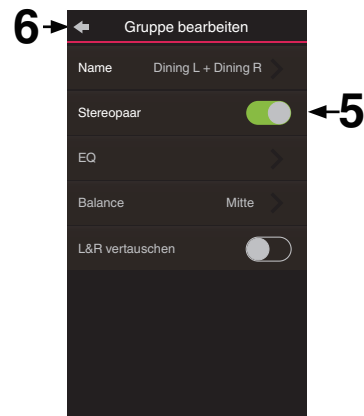 6 Gruppe bearbeiten
Name Dining L + Dining R
Stereopaar 5
EQ
Balance Mitte
L&R vertauschen